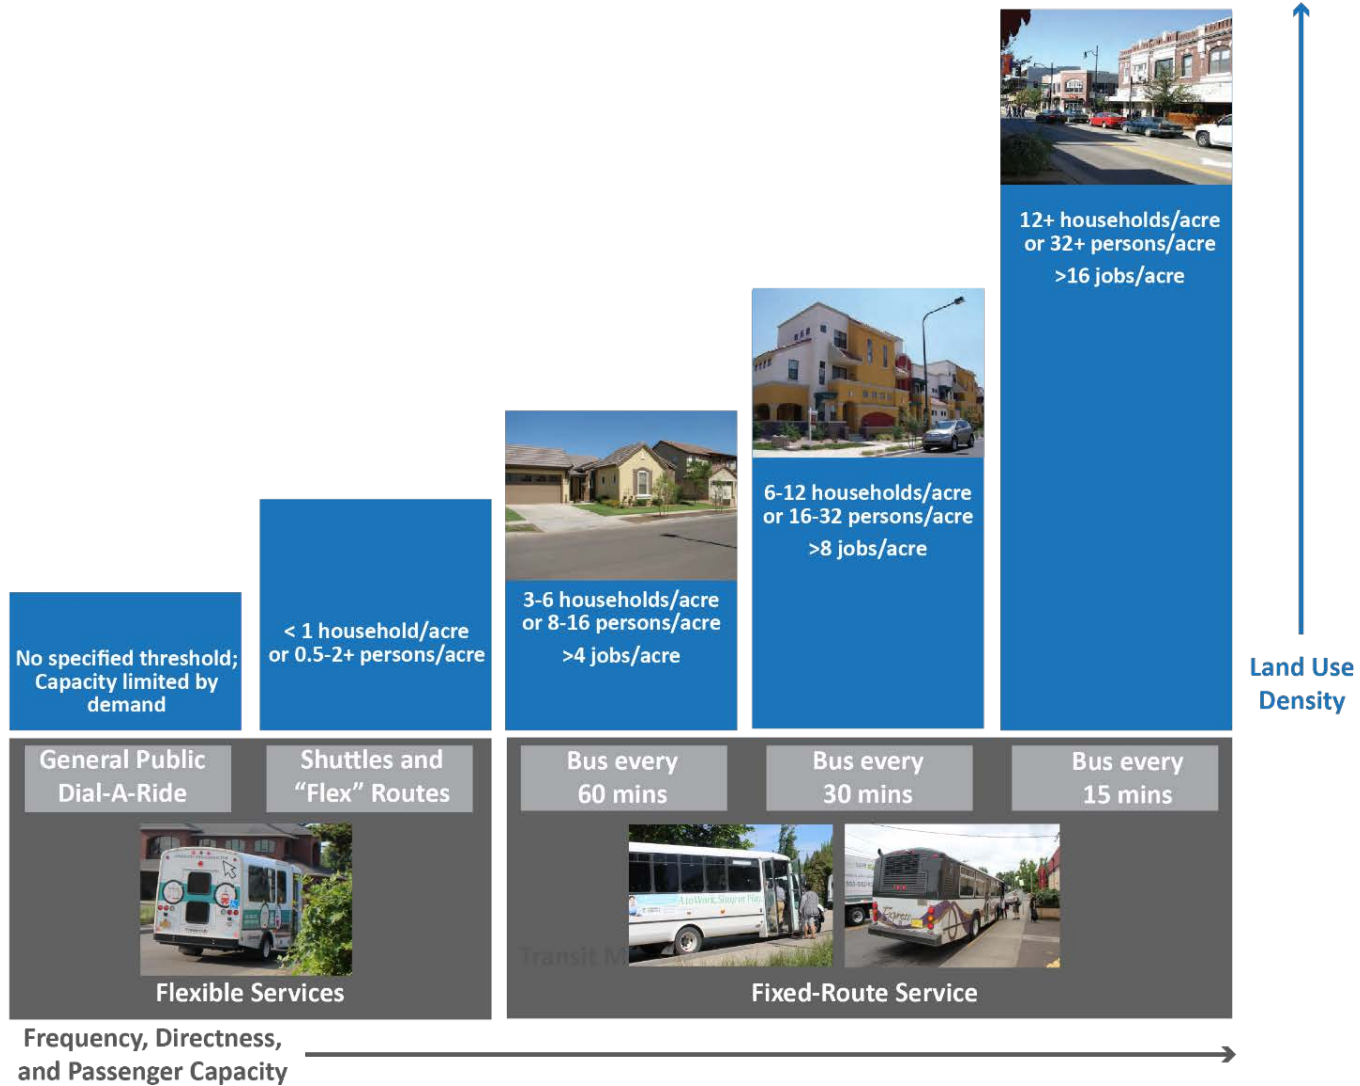 12+ households/acre
or 32+ persons/acre
>16 jobs/acre
6-12 households/acre
or 16-32 persons/acre
>8 jobs/acre
3-6 households/acre
or 8-16 persons/acre
>4 jobs/acre
< 1 household/acre
or 0.5-2+ persons/acre
No specified threshold;
Capacity limited by
demand
Land Use
Density
General Public
Dial-A-Ride
Shuttles and
“Flex” Routes
Bus every
60 mins
Bus every
30 mins
Bus every
15 mins
Transit
Flexible Services
Fixed-Route Service
Frequency, Directness,
and Passenger Capacity